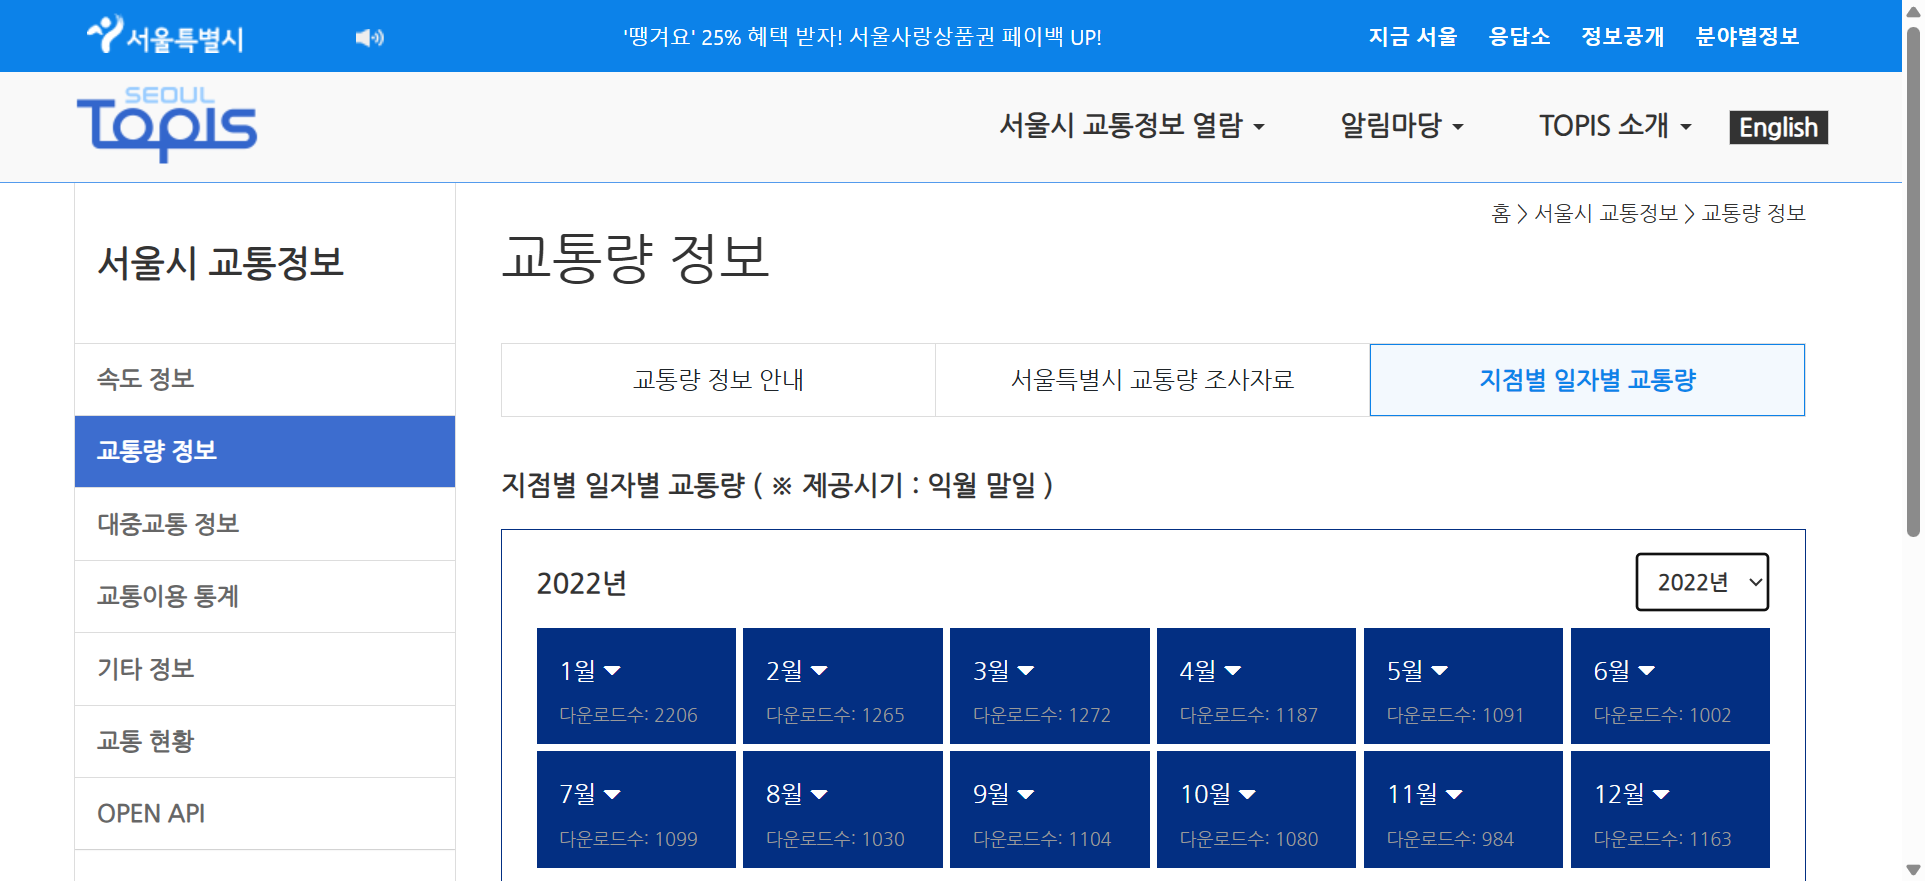 서울특별시
'땡겨요' 25% 혜택 받자! 서울사랑상품권 페이백 UP!
지금 서울 응답소 정보공개 분야별정보
SEOUL
Topis
서울시 교통정보 열람 알림마당 TOPIS 소개 English
홈 > 서울시 교통정보 > 교통량 정보
서울시 교통정보
속도 정보
교통량 정보
대중교통 정보
교통이용 통계
기타 정보
교통 현황
OPEN API
교통량 정보
교통량 정보 안내 서울특별시 교통량 조사자료 지점별 일자별 교통량
지점별 일자별 교통량 ( ※ 제공시기 : 익월 말일 )
2022년 2022년
1월 2월 3월 4월 5월 6월
다운로드수: 2206 다운로드수: 1265 다운로드수: 1272 다운로드수: 1187 다운로드수: 1091 다운로드수: 1002
7월 8월 9월 10월 11월 12월
다운로드수: 1099 다운로드수: 1030 다운로드수: 1104 다운로드수: 1080 다운로드수: 984 다운로드수: 1163